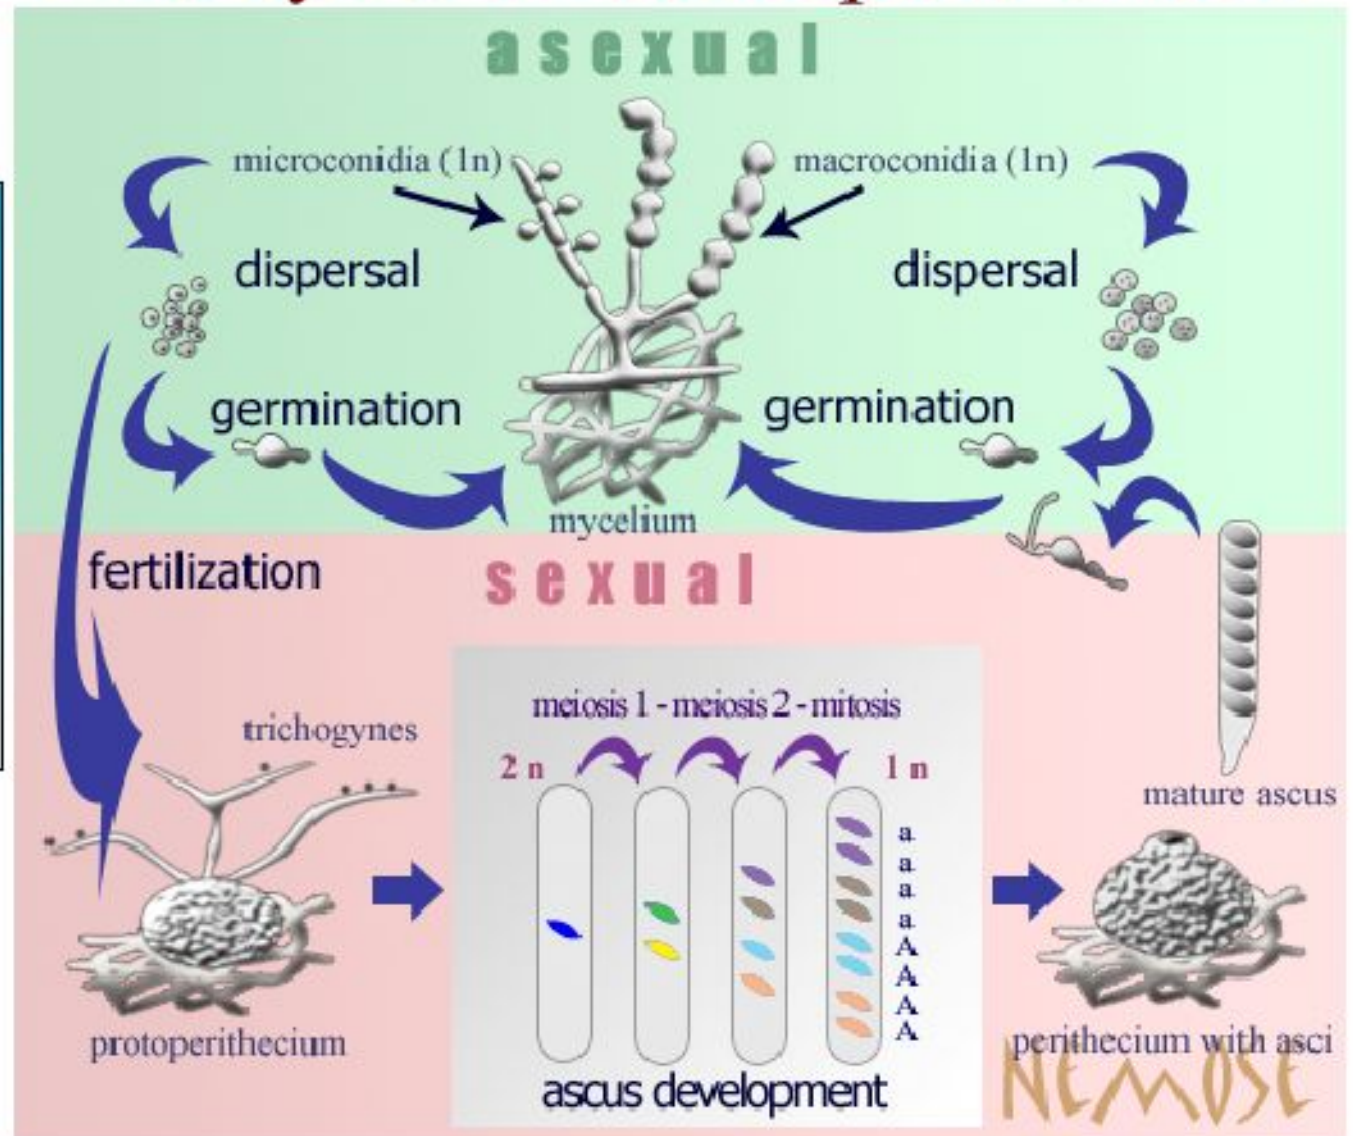 asexual
microconidia (1n)
macroconidia (1n)
dispersal
dispersal
germination
germination
mycelium
fertilization
sexual
meiosis 1 - meiosis 2 - mitosis
trichogynes
2 n
1 n
mature ascus
a
a
a
a
A
A
A
A
protoperithecium
ascus development
perithecium with asci
NEMOSE